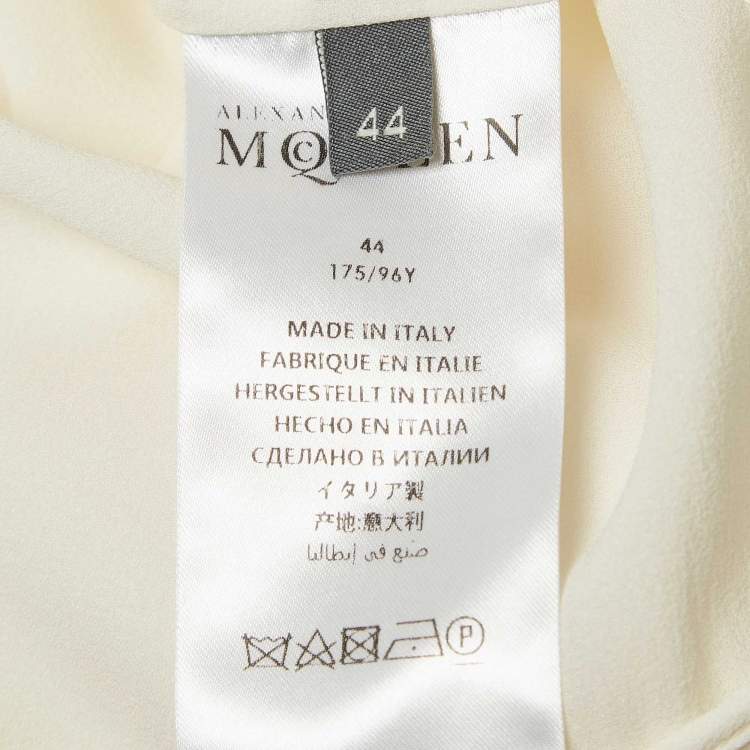 44
ALEXAN
MCQ EEN
44
175/96Y
MADE IN ITALY
FABRIQUE EN ITALIE
HERGESTELLT IN ITALIEN
HECHO EN ITALIA
СДЕЛАНО В ИТАЛИИ
イタリア製
产地:意大利
صنع في إيطاليا
P